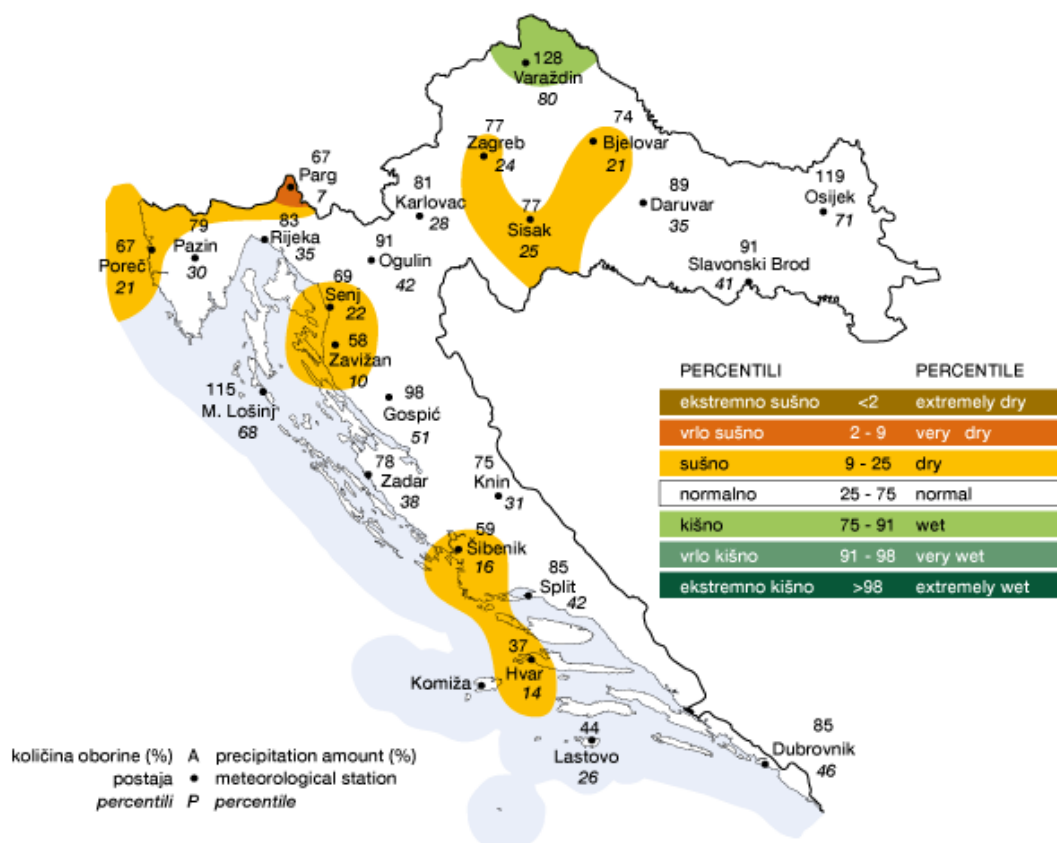 128
Varaždin
80
77
Zagreb
24
74
Bjelovar
21
67
Parg
7
81
Karlovac
28
77
Sisak
25
89
Daruvar
35
119
Osijek
71
67
Poreč
21
79
Pazin
30
83
Rijeka
35
91
Ogulin
42
91
Slavonski Brod
41
69
Senj
22
58
Zavižan
10
115
M. Lošinj
68
98
Gospić
51
78
Zadar
38
75
Knin
31
59
Šibenik
16
85
Split
42
37
Hvar
14
Komiža
44
Lastovo
26
85
Dubrovnik
46
PERCENTILI PERCENTILE
ekstremno sušno <2 extremely dry
vrlo sušno 2 - 9 very dry
sušno 9 - 25 dry
normalno 25 - 75 normal
kišno 75 - 91 wet
vrlo kišno 91 - 98 very wet
ekstremno kišno >98 extremely wet
količina oborine (%) A precipitation amount (%)
postaja • meteorological station
percentili P percentile